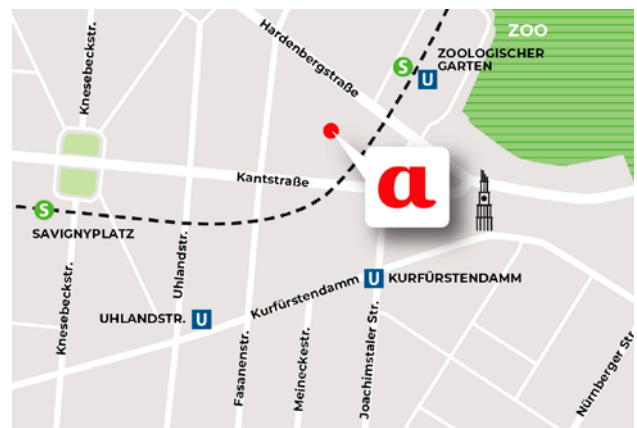 ZOO
Hardenbergstraße
Knesebeckstr.
S
U
ZOOLOGISCHER
GARTEN
a
Kantstraße
S
SAVIGNYPLATZ
Uhlandstr.
Knesebeckstr.
UHLANDSTR. U
Kurfürstendamm
U KURFÜRSTENDAMM
Fasanenstr.
Meineckestr.
Joachimstaler Str.
Nürnberger Str.